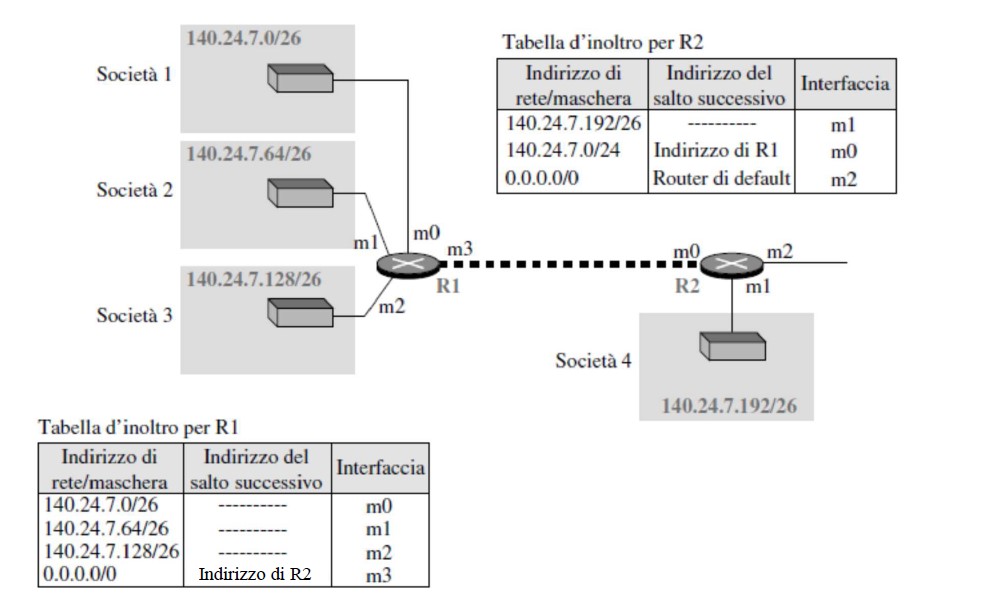 140.24.7.0/26
Società 1
140.24.7.64/26
Società 2
140.24.7.128/26
Società 3
m0
m1
m2
m3
R1
m0
m2
R2
m1
Società 4
140.24.7.192/26
Tabella d'inoltro per R2
Indirizzo di rete/maschera Indirizzo del salto successivo Interfaccia
140.24.7.192/26 ---------- m1
140.24.7.0/24 Indirizzo di R1 m0
0.0.0.0/0 Router di default m2
Tabella d'inoltro per R1
Indirizzo di rete/maschera Indirizzo del salto successivo Interfaccia
140.24.7.0/26 ---------- m0
140.24.7.64/26 ---------- m1
140.24.7.128/26 ---------- m2
0.0.0.0/0 Indirizzo di R2 m3